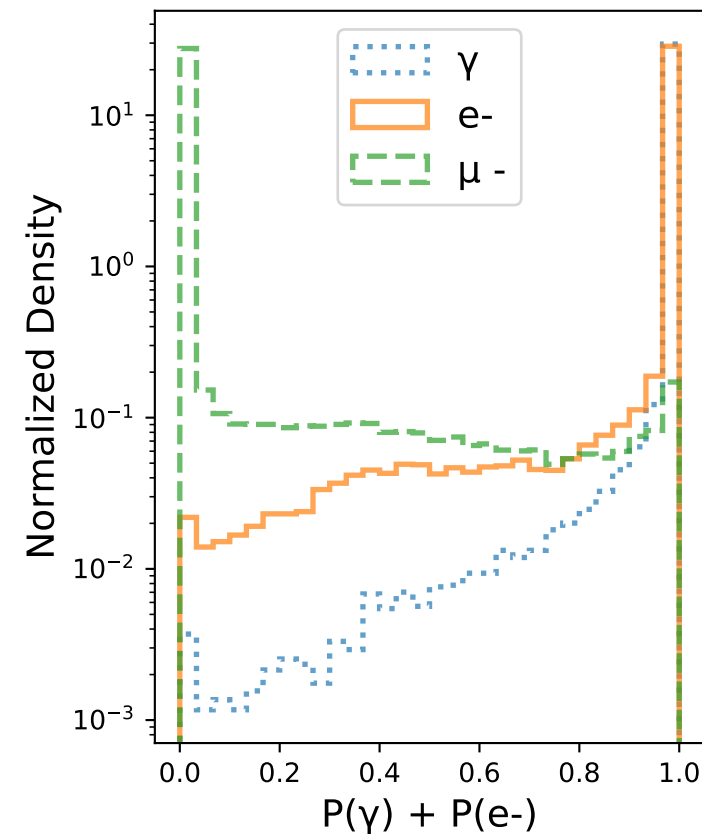 γ
e-
μ -
Normalized Density
10¹
10⁰
10⁻¹
10⁻²
10⁻³
0.0 0.2 0.4 0.6 0.8 1.0
P(γ) + P(e-)